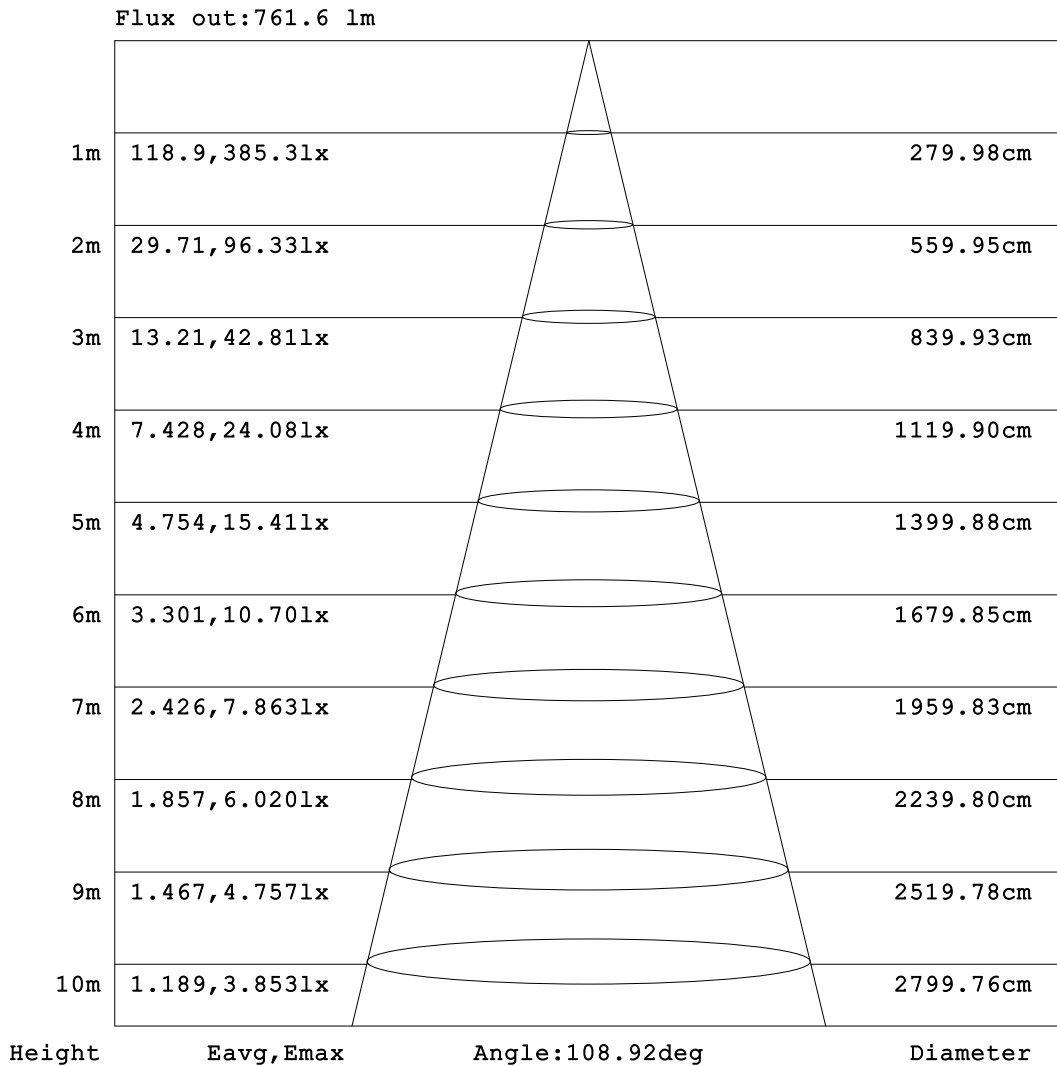 Flux out:761.6 lm
1m 118.9,385.3lx 279.98cm
2m 29.71,96.33lx 559.95cm
3m 13.21,42.81lx 839.93cm
4m 7.428,24.08lx 1119.90cm
5m 4.754,15.41lx 1399.88cm
6m 3.301,10.70lx 1679.85cm
7m 2.426,7.863lx 1959.83cm
8m 1.857,6.020lx 2239.80cm
9m 1.467,4.757lx 2519.78cm
10m 1.189,3.853lx 2799.76cm
Height Eavg,Emax Angle:108.92deg Diameter